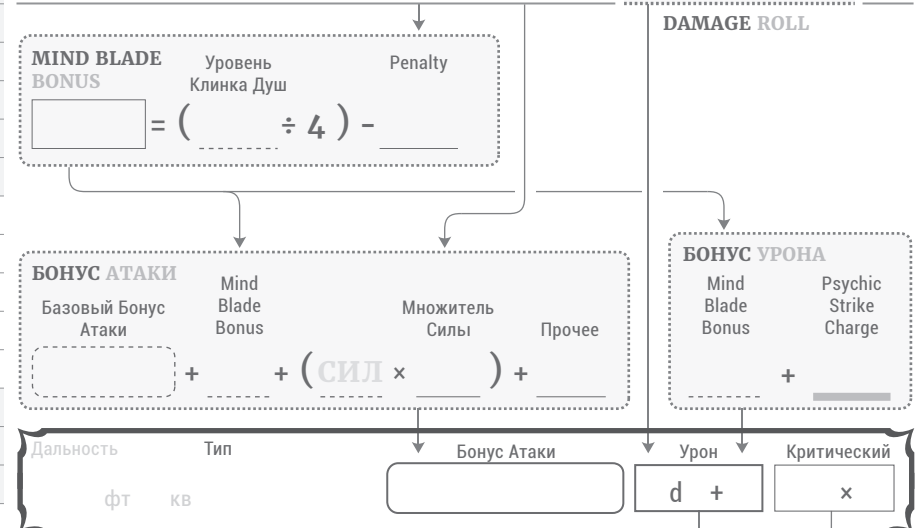 DAMAGE ROLL
MIND BLADE
BONUS
Уровень
Клинка Душ
Penalty
= ( ÷ 4 ) −
БОНУС АТАКИ
Базовый Бонус
Атаки
Mind
Blade
Bonus
Множитель
Силы
Прочее
+ + ( СИЛ × ) +
БОНУС УРОНА
Mind
Blade
Bonus
Psychic
Strike
Charge
+
Дальность
Тип
Бонус Атаки
Урон
Критический
фт кв
d +
×